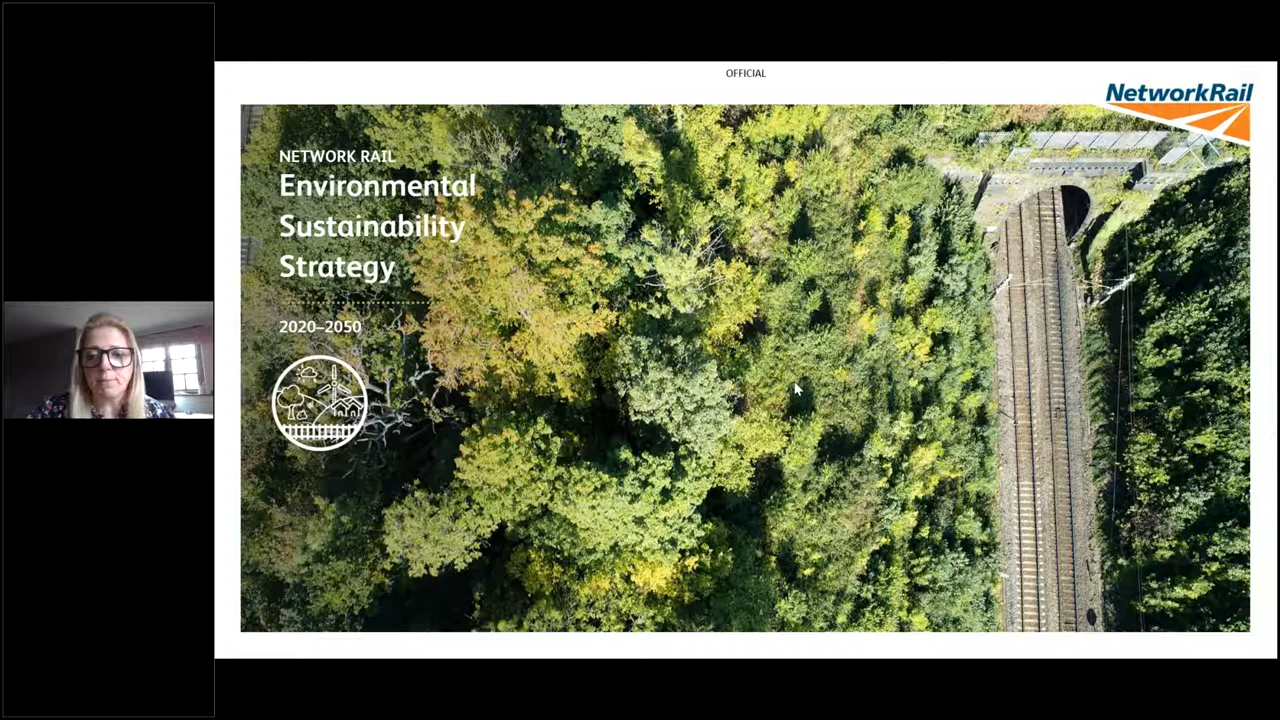 OFFICIAL
NetworkRail
NETWORK RAIL
Environmental
Sustainability
Strategy
2020–2050